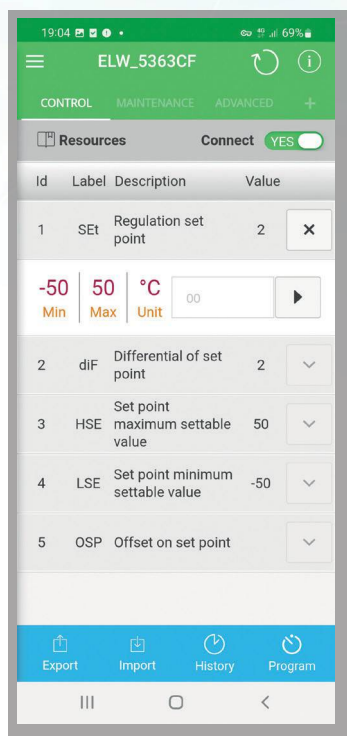 19:04 69%
ELW_5363CF
CONTROL MAINTENANCE ADVANCED +
Resources Connect YES
Id Label Description Value
1 SEt Regulation set point 2
-50 50 °C 00
Min Max Unit
2 diF Differential of set point 2
3 HSE Set point maximum settable value 50
4 LSE Set point minimum settable value -50
5 OSP Offset on set point
Export Import History Program